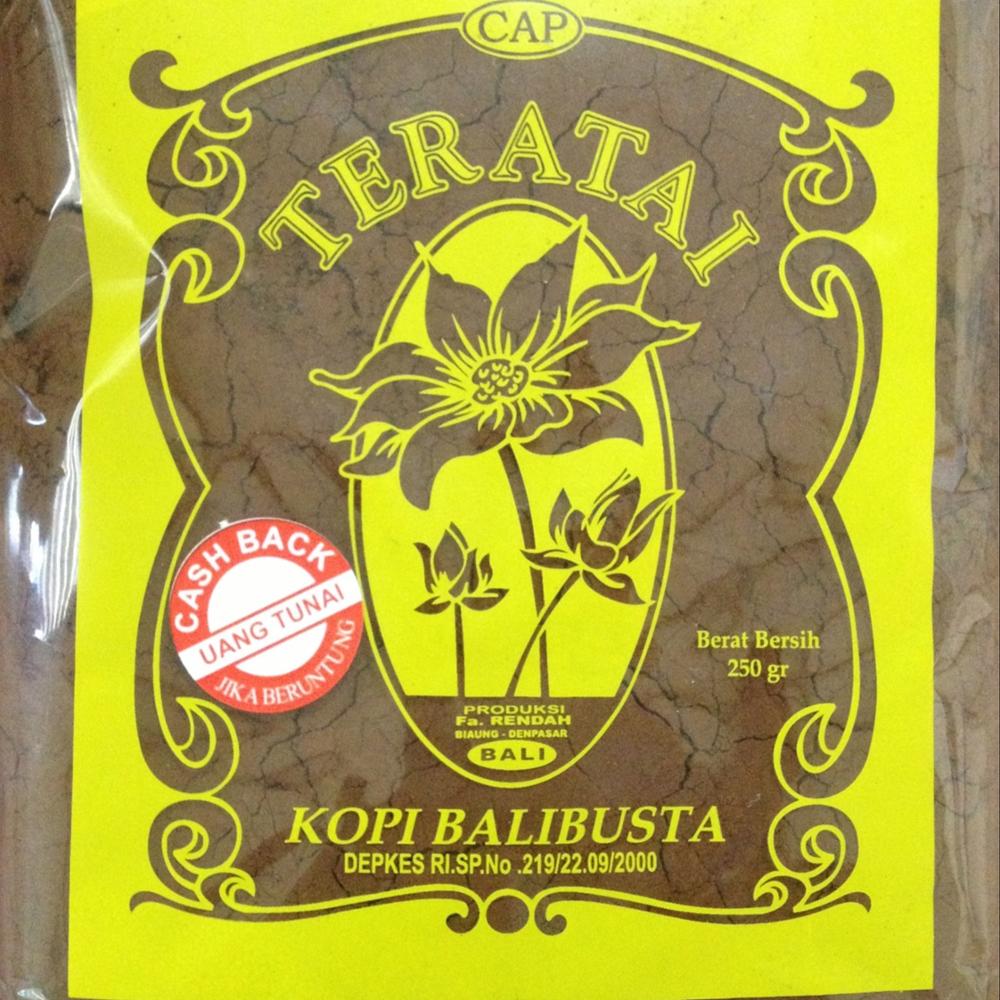 CAP
TERATAI
CASH BACK
UANG TUNAI
JIKA BERUNTUNG
Berat Bersih
250 gr
PRODUKSI
Fa. RENDAH
BIAUNG - DENPASAR
BALI
KOPI BALIBUSTA
DEPKES RI.SP.No .219/22.09/2000